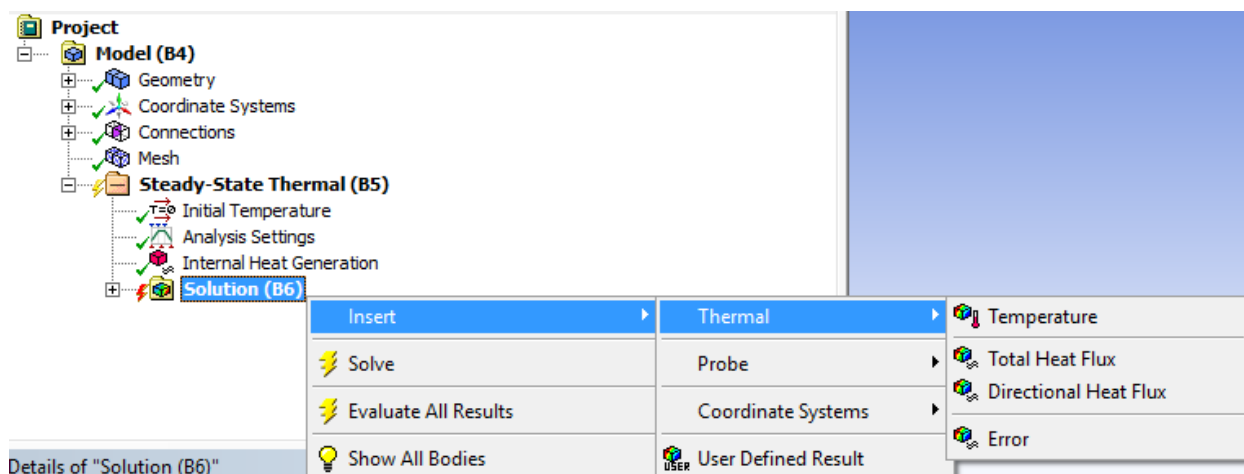 Project
Model (B4)
Geometry
Coordinate Systems
Connections
Mesh
Steady-State Thermal (B5)
T=0 Initial Temperature
Analysis Settings
Internal Heat Generation
Solution (B6)
Insert
Thermal
Temperature
Solve
Probe
Total Heat Flux
Directional Heat Flux
Evaluate All Results
Coordinate Systems
Error
Show All Bodies
USER User Defined Result
Details of "Solution (B6)"